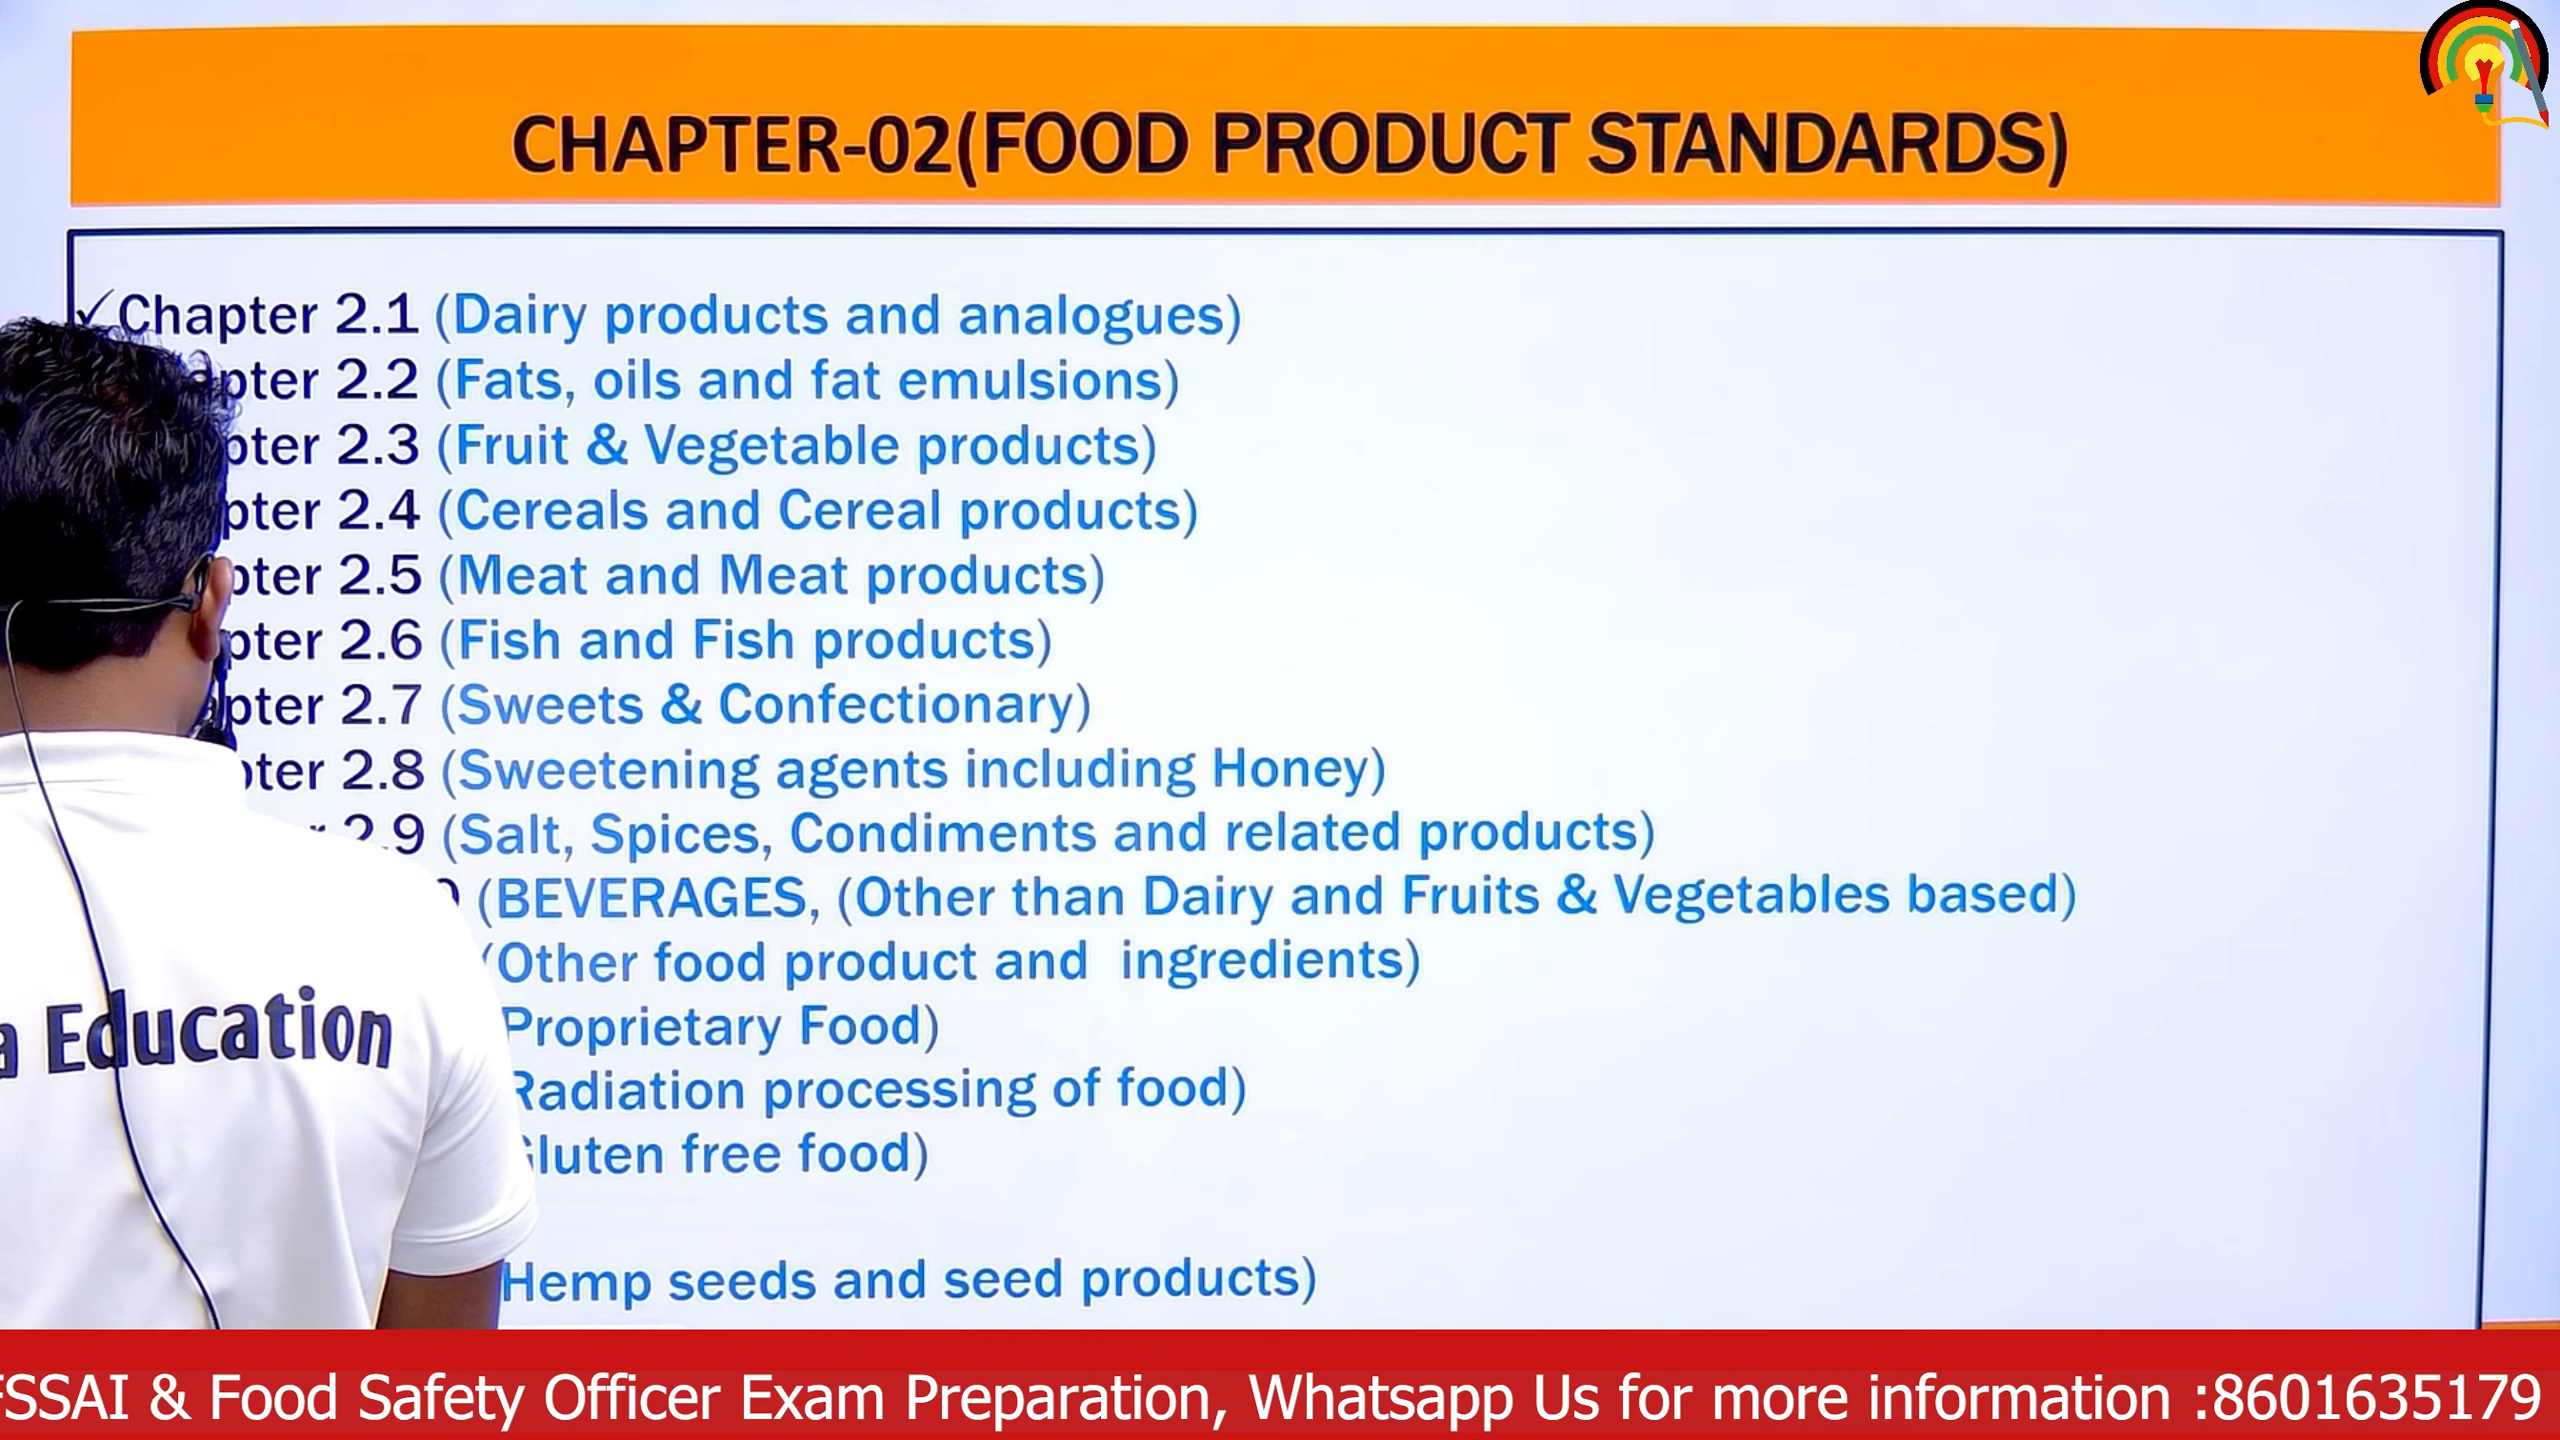 CHAPTER-02(FOOD PRODUCT STANDARDS)
✓Chapter 2.1 (Dairy products and analogues)
pter 2.2 (Fats, oils and fat emulsions)
pter 2.3 (Fruit & Vegetable products)
pter 2.4 (Cereals and Cereal products)
pter 2.5 (Meat and Meat products)
pter 2.6 (Fish and Fish products)
apter 2.7 (Sweets & Confectionary)
pter 2.8 (Sweetening agents including Honey)
2.9 (Salt, Spices, Condiments and related products)
(BEVERAGES, (Other than Dairy and Fruits & Vegetables based)
(Other food product and ingredients)
Proprietary Food)
Radiation processing of food)
Gluten free food)
Hemp seeds and seed products)
a Education
FSSAI & Food Safety Officer Exam Preparation, Whatsapp Us for more information :8601635179